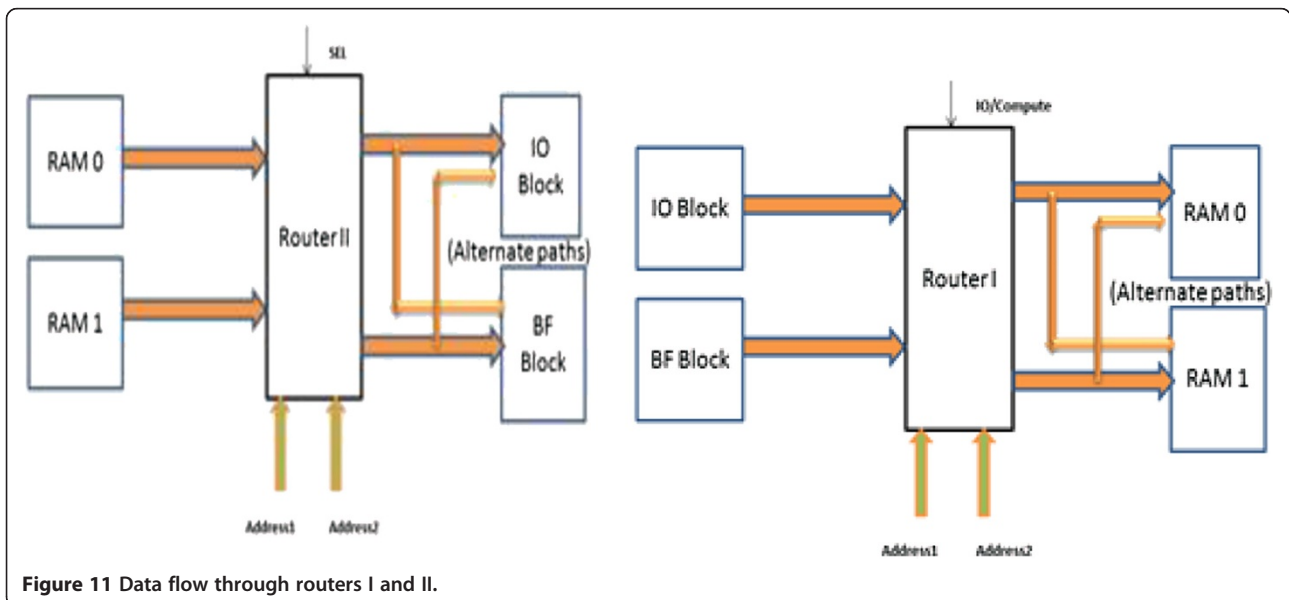 SEL
RAM 0
RAM 1
Router II
IO
Block
(Alternate paths)
BF
Block
Address1 Address2
IO/Compute
IO Block
BF Block
Router I
RAM 0
(Alternate paths)
RAM 1
Address1 Address2
Figure 11 Data flow through routers I and II.